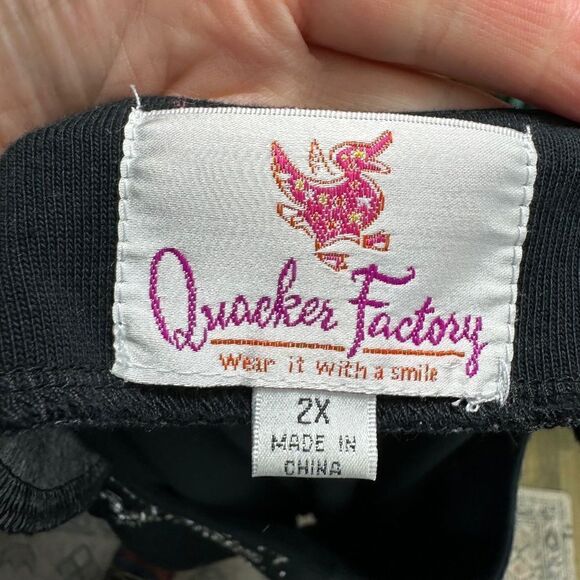 Quacker Factory
Wear it with a smile
2X
MADE IN
CHINA